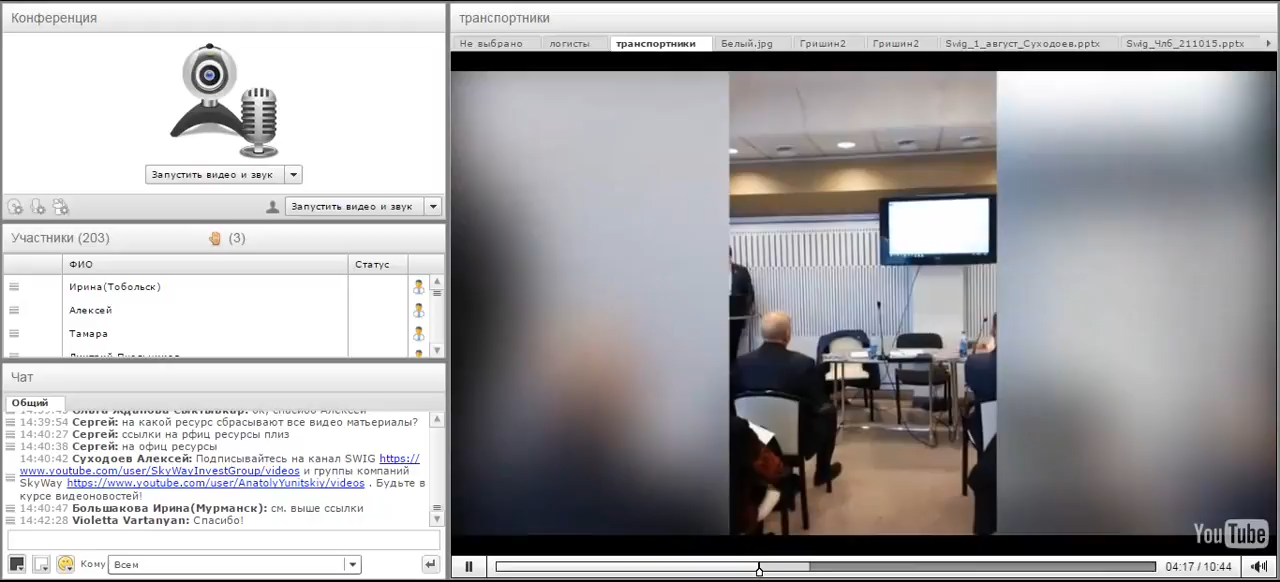 Конференция
Запустить видео и звук
Запустить видео и звук
Участники (203) (3)
ФИО Статус
Ирина(Тобольск)
Алексей
Тамара
Чат
Общий
14:39:54 Сергей: на какой ресурс сбрасывают все видео матьериалы?
14:40:27 Сергей: ссылки на рфиц ресурсы плиз
14:40:38 Сергей: на офиц ресурсы
14:40:42 Суходоев Алексей: Подписывайтесь на канал SWIG https://
www.youtube.com/user/SkyWayInvestGroup/videos и группы компаний
SkyWay https://www.youtube.com/user/AnatolyYunitskiy/videos . Будьте в
курсе видеоновостей!
14:40:47 Большакова Ирина(Мурманск): см. выше ссылки
14:42:28 Violetta Vartanyan: Спасибо!
Кому Всем
транспортники
Не выбрано логисты транспортники Белый.jpg Гришин2 Гришин2 Swig_1_август_Суходоев.pptx Swig_Члб_211015.pptx
YouTube
04:17 / 10:44